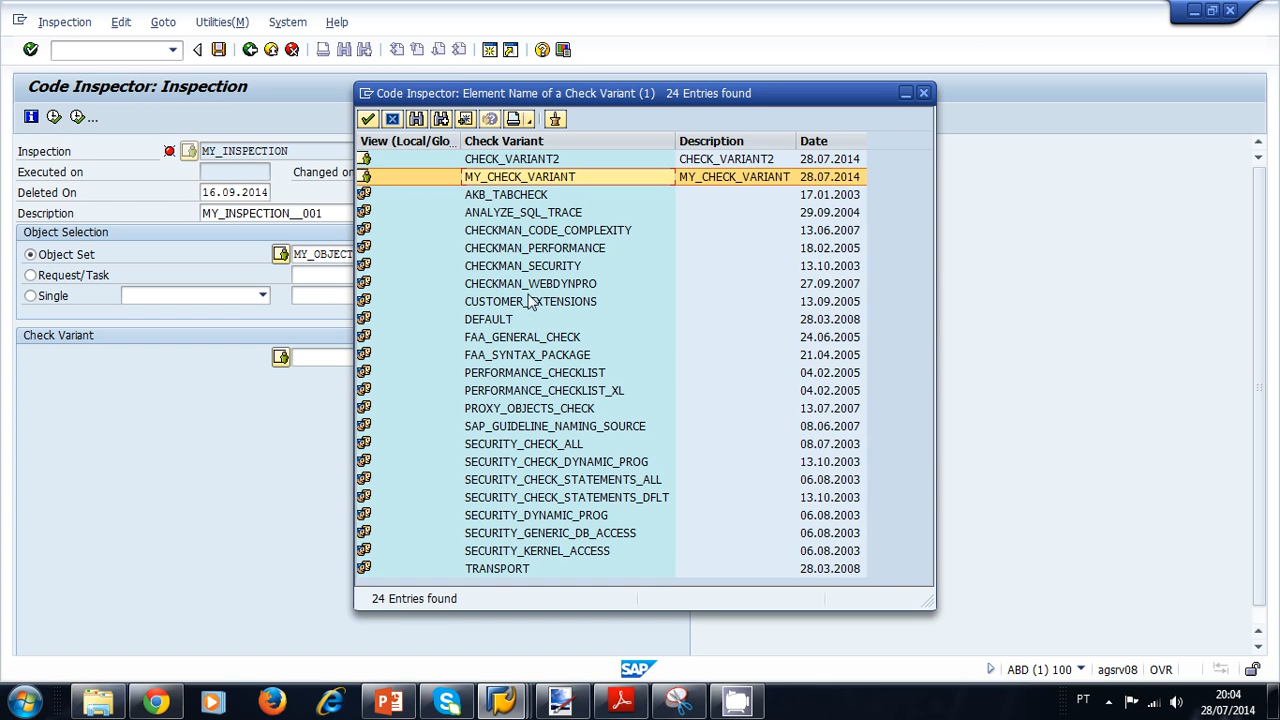 Inspection Edit Goto Utilities(M) System Help
Code Inspector: Inspection
...
Inspection MY_INSPECTION
Executed on Changed on
Deleted On 16.09.2014
Description MY_INSPECTION__001
Object Selection
Object Set MY_OBJECT
Request/Task
Single
Check Variant
Code Inspector: Element Name of a Check Variant (1) 24 Entries found
View (Local/Glo... Check Variant Description Date
CHECK_VARIANT2 CHECK_VARIANT2 28.07.2014
MY_CHECK_VARIANT MY_CHECK_VARIANT 28.07.2014
AKB_TABCHECK 17.01.2003
ANALYZE_SQL_TRACE 29.09.2004
CHECKMAN_CODE_COMPLEXITY 13.06.2007
CHECKMAN_PERFORMANCE 18.02.2005
CHECKMAN_SECURITY 13.10.2003
CHECKMAN_WEBDYNPRO 27.09.2007
CUSTOMER_EXTENSIONS 13.09.2005
DEFAULT 28.03.2008
FAA_GENERAL_CHECK 24.06.2005
FAA_SYNTAX_PACKAGE 21.04.2005
PERFORMANCE_CHECKLIST 04.02.2005
PERFORMANCE_CHECKLIST_XL 04.02.2005
PROXY_OBJECTS_CHECK 13.07.2007
SAP_GUIDELINE_NAMING_SOURCE 08.06.2007
SECURITY_CHECK_ALL 08.07.2003
SECURITY_CHECK_DYNAMIC_PROG 13.10.2003
SECURITY_CHECK_STATEMENTS_ALL 06.08.2003
SECURITY_CHECK_STATEMENTS_DFLT 13.10.2003
SECURITY_DYNAMIC_PROG 06.08.2003
SECURITY_GENERIC_DB_ACCESS 06.08.2003
SECURITY_KERNEL_ACCESS 06.08.2003
TRANSPORT 28.03.2008
24 Entries found
SAP
ABD (1) 100 agsrv08 OVR
PT 20:04
28/07/2014